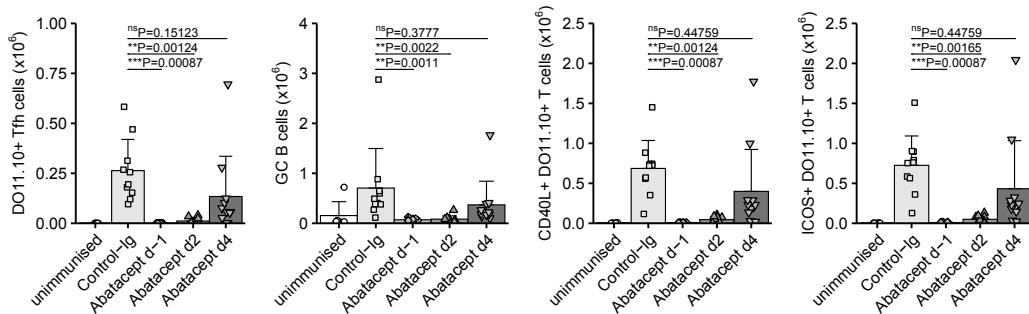 DO11.10+ Tfh cells (x10⁶)
1.00
0.75
0.50
0.25
0.00
nsP=0.15123
**P=0.00124
***P=0.00087
unimmunised
Control−Ig
Abatacept d−1
Abatacept d2
Abatacept d4
GC B cells (x10⁶)
4
3
2
1
0
nsP=0.3777
**P=0.0022
**P=0.0011
unimmunised
Control−Ig
Abatacept d−1
Abatacept d2
Abatacept d4
CD40L+ DO11.10+ T cells (x10⁶)
2.5
2.0
1.5
1.0
0.5
0.0
nsP=0.44759
**P=0.00124
***P=0.00087
unimmunised
Control−Ig
Abatacept d−1
Abatacept d2
Abatacept d4
ICOS+ DO11.10+ T cells (x10⁶)
2.5
2.0
1.5
1.0
0.5
0.0
nsP=0.44759
**P=0.00165
***P=0.00087
unimmunised
Control−Ig
Abatacept d−1
Abatacept d2
Abatacept d4